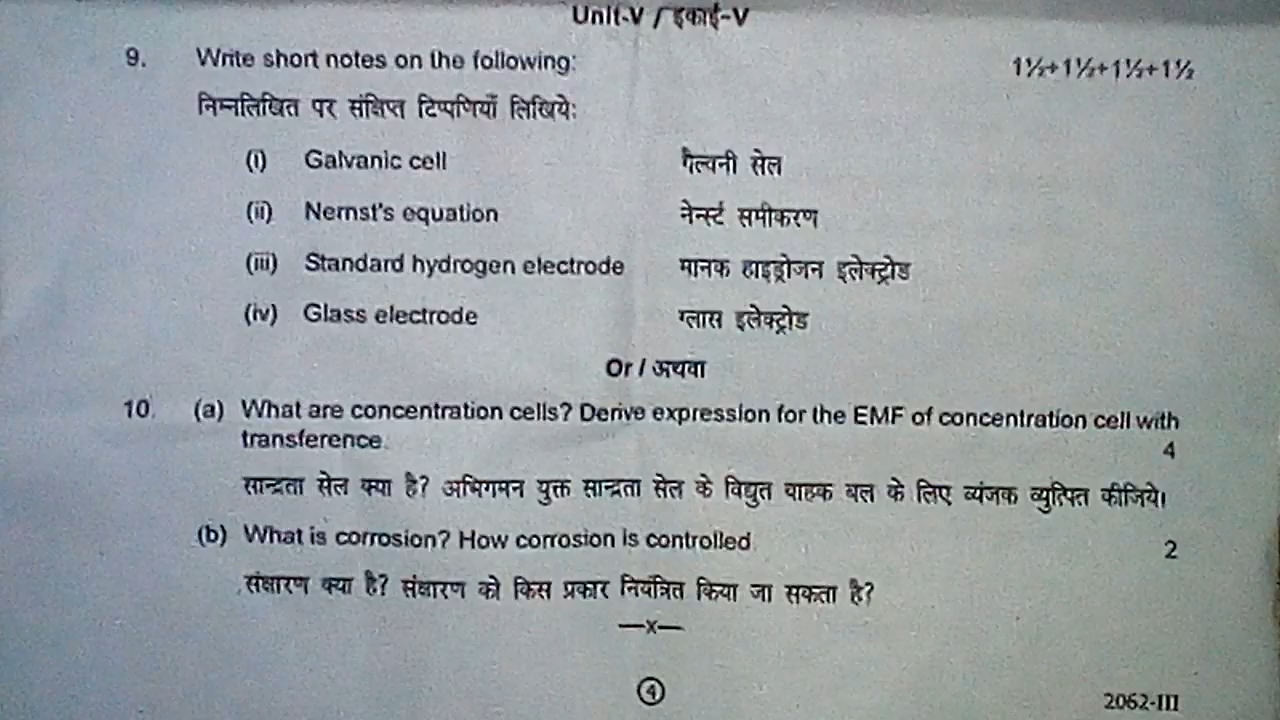 Unit-V / इकाई-V
9. Write short notes on the following: 1½+1½+1½+1½
निम्नलिखित पर संक्षिप्त टिप्पणियाँ लिखिये:
(i) Galvanic cell गैल्वनी सेल
(ii) Nernst's equation नेर्न्स्ट समीकरण
(iii) Standard hydrogen electrode मानक हाइड्रोजन इलेक्ट्रोड
(iv) Glass electrode ग्लास इलेक्ट्रोड
Or / अथवा
10. (a) What are concentration cells? Derive expression for the EMF of concentration cell with
transference. 4
सान्द्रता सेल क्या है? अभिगमन युक्त सान्द्रता सेल के विद्युत वाहक बल के लिए व्यंजक व्युत्पित कीजिये।
(b) What is corrosion? How corrosion is controlled. 2
संक्षारण क्या है? संक्षारण को किस प्रकार नियंत्रित किया जा सकता है?
—x—
4
2062-III